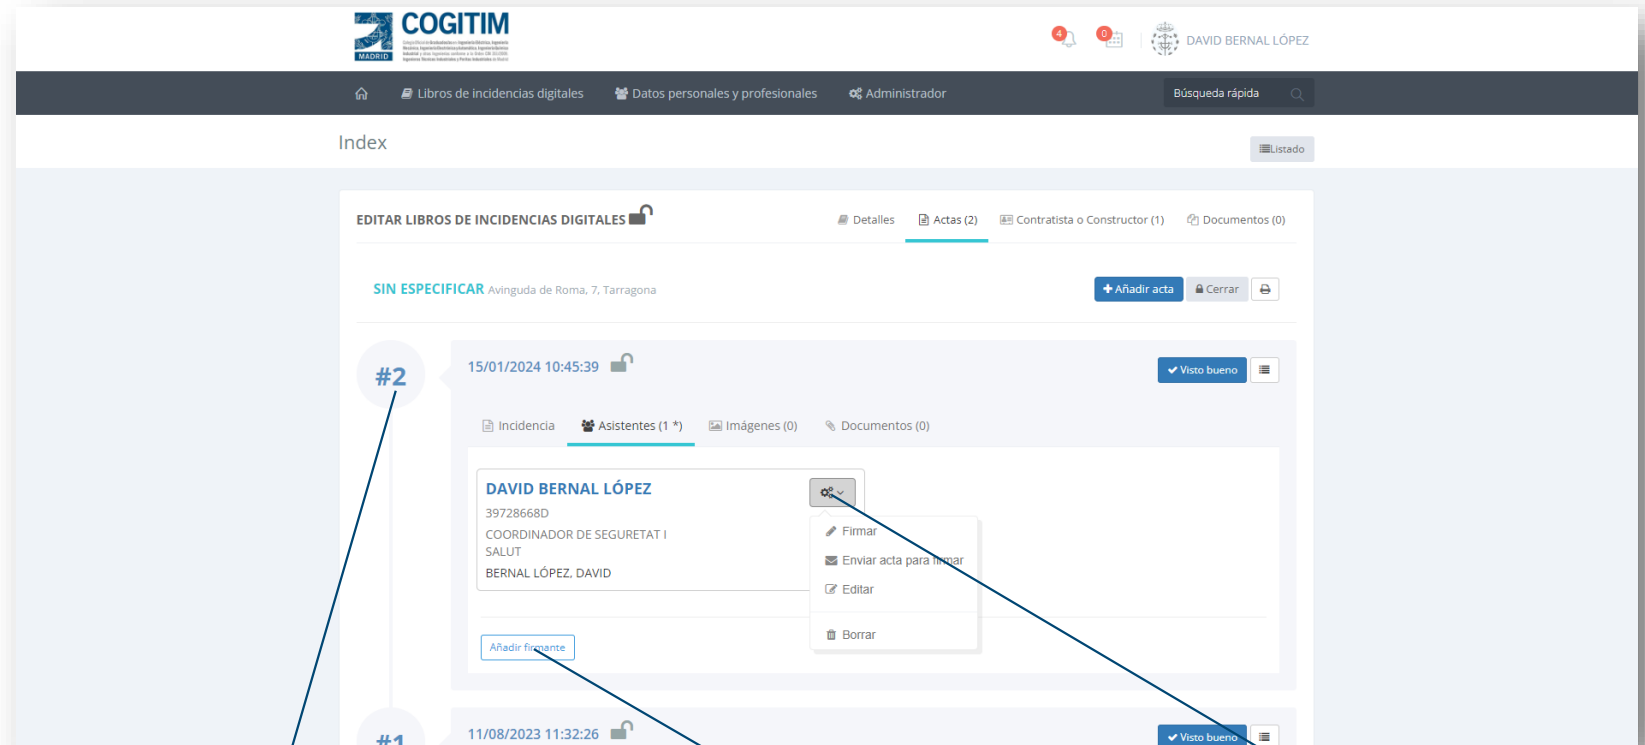 COGITIM
MADRID
4
0
DAVID BERNAL LÓPEZ
Libros de incidencias digitales
Datos personales y profesionales
Administrador
Búsqueda rápida
Index
Listado
EDITAR LIBROS DE INCIDENCIAS DIGITALES
Detalles
Actas (2)
Contratista o Constructor (1)
Documentos (0)
SIN ESPECIFICAR Avinguda de Roma, 7, Tarragona
Añadir acta
Cerrar
#2
15/01/2024 10:45:39
Visto bueno
Incidencia
Asistentes (1 *)
Imágenes (0)
Documentos (0)
DAVID BERNAL LÓPEZ
39728668D
COORDINADOR DE SEGURETAT I
SALUT
BERNAL LÓPEZ, DAVID
Firmar
Enviar acta para firmar
Editar
Borrar
Añadir firmante
#1
11/08/2023 11:32:26
Visto bueno